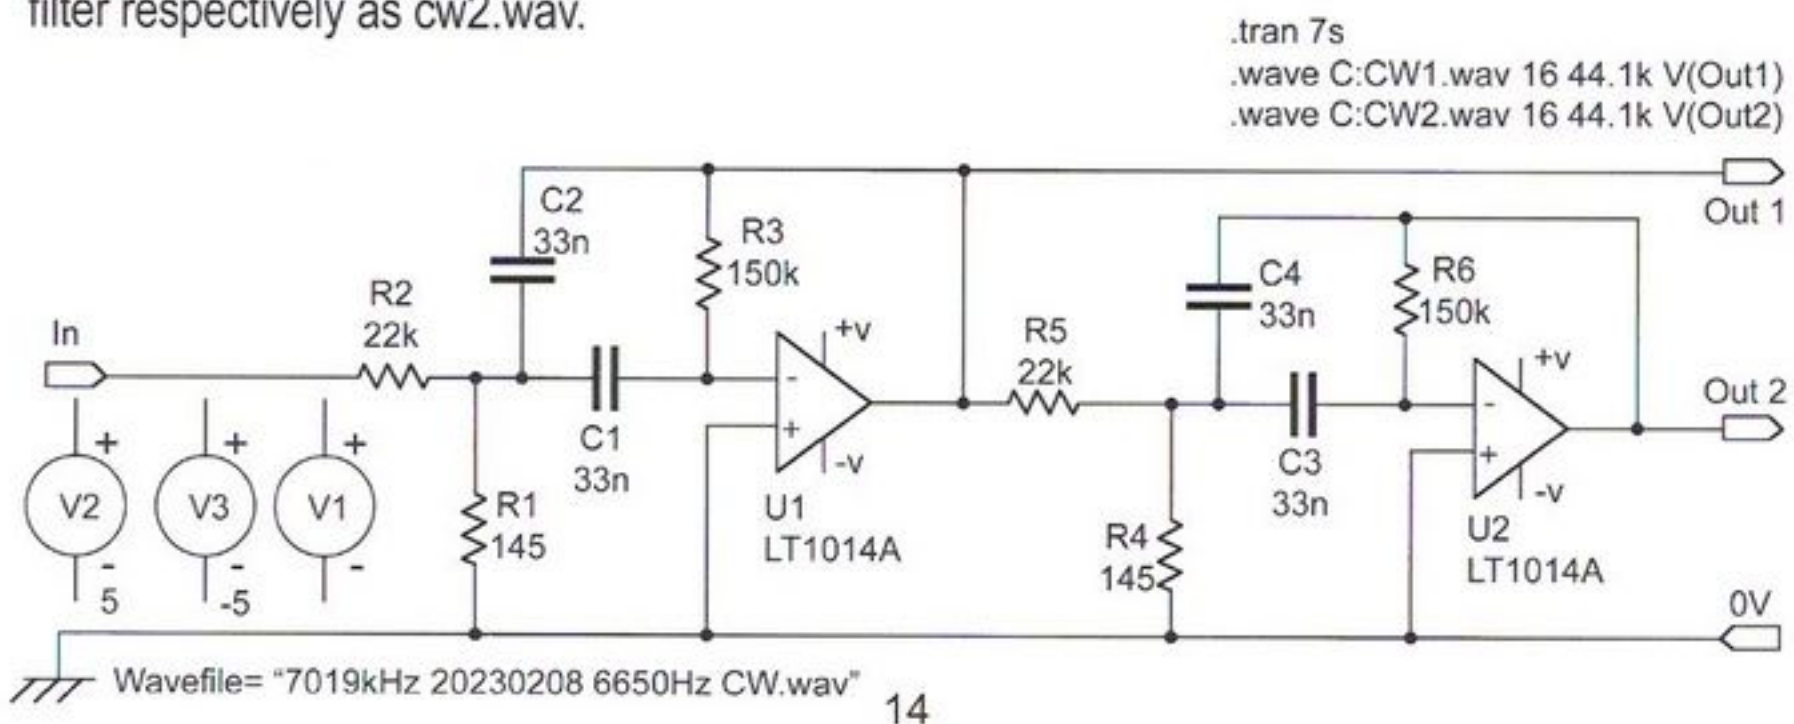 filter respectively as cw2.wav.
.tran 7s
.wave C:CW1.wav 16 44.1k V(Out1)
.wave C:CW2.wav 16 44.1k V(Out2)
C2
33n
R3
150k
Out 1
R2
22k
In
+v
-
+
-v
C1
33n
R1
145
U1
LT1014A
R5
22k
C4
33n
R6
150k
+v
-
+
-v
Out 2
C3
33n
R4
145
U2
LT1014A
+
V2
-
5
+
V3
-
-5
+
V1
-
0V
Wavefile= “7019kHz 20230208 6650Hz CW.wav”
14